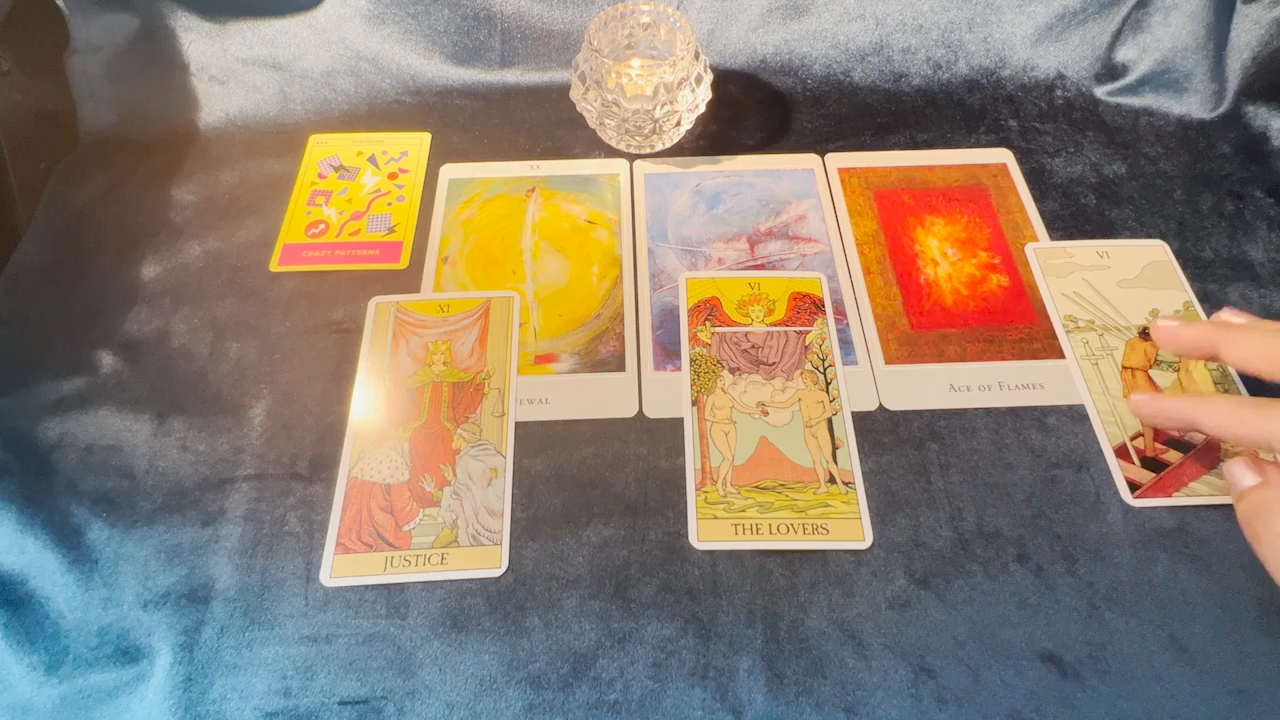 CRAZY PATTERNS
XX
EWAL
ACE OF FLAMES
XI
JUSTICE
VI
THE LOVERS
VI